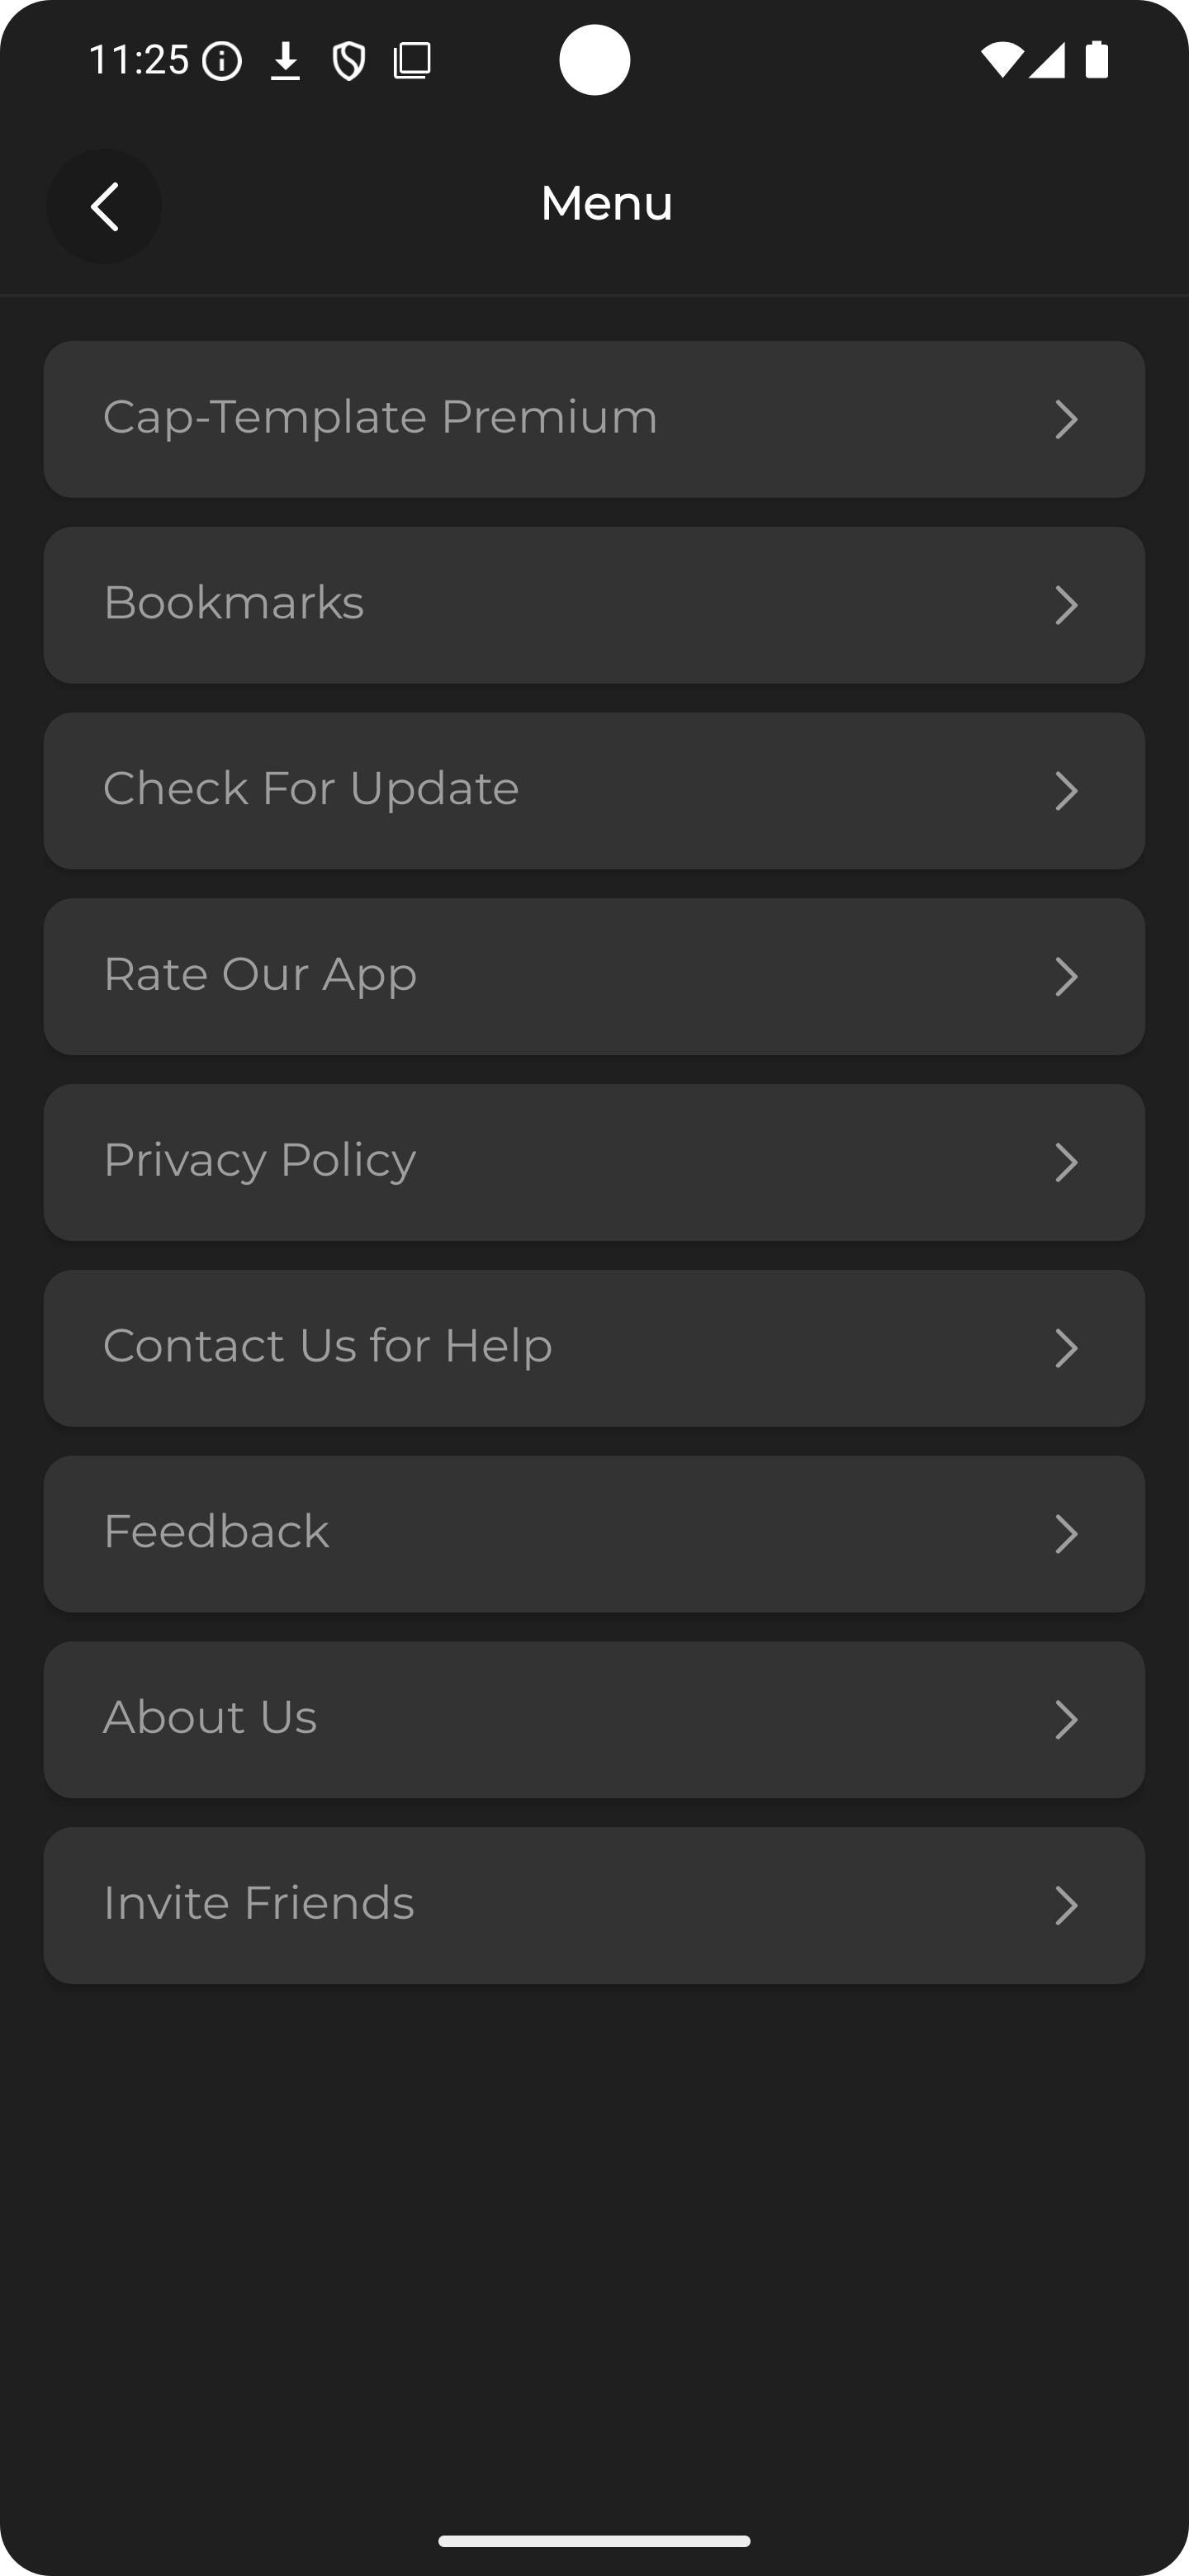 11:25
Menu
Cap-Template Premium
Bookmarks
Check For Update
Rate Our App
Privacy Policy
Contact Us for Help
Feedback
About Us
Invite Friends